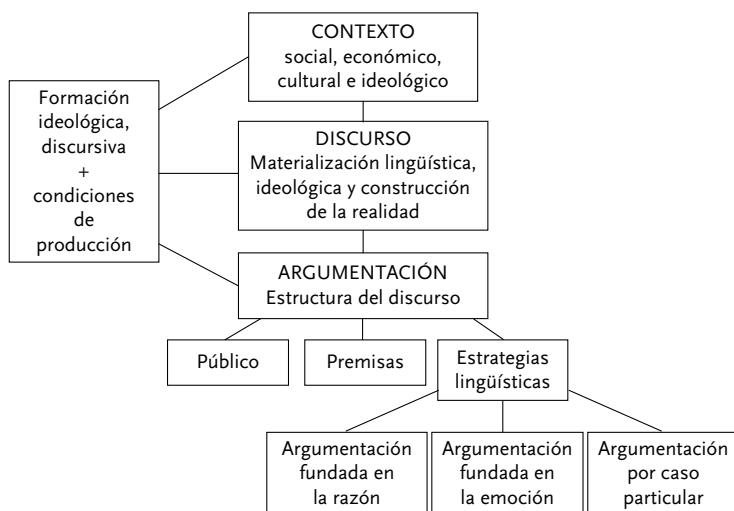 CONTEXTO
social, económico,
cultural e ideológico
Formación
ideológica,
discursiva
+
condiciones
de
producción
DISCURSO
Materialización lingüística,
ideológica y construcción
de la realidad
ARGUMENTACIÓN
Estructura del discurso
Público
Premisas
Estrategias
lingüísticas
Argumentación
fundada en
la razón
Argumentación
fundada en
la emoción
Argumentación
por caso
particular